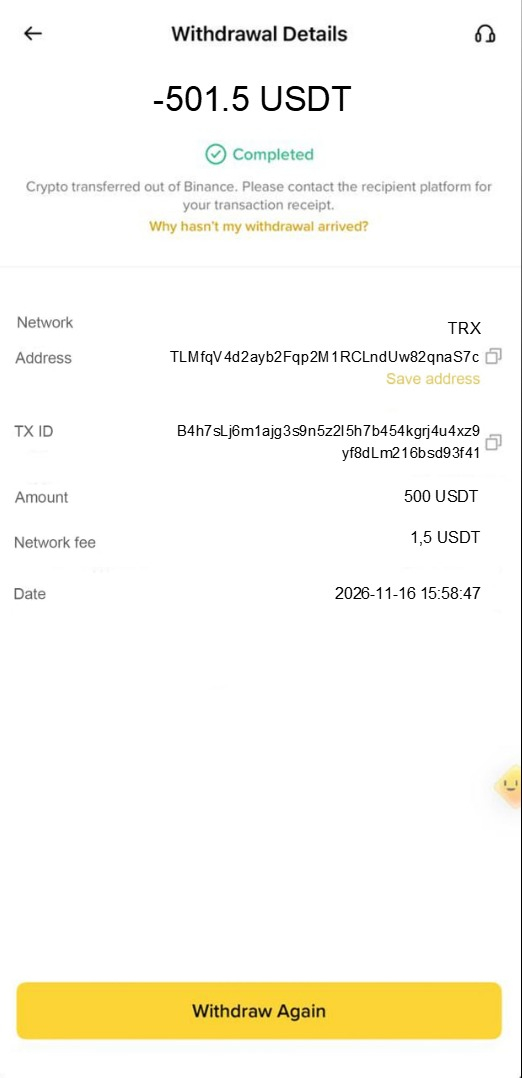 Withdrawal Details
-501.5 USDT
Completed
Crypto transferred out of Binance. Please contact the recipient platform for
your transaction receipt.
Why hasn't my withdrawal arrived?
Network
TRX
Address
TLMfqV4d2ayb2Fqp2M1RCLndUw82qnaS7c
Save address
TX ID
B4h7sLj6m1ajg3s9n5z2l5h7b454kgrj4u4xz9
yf8dLm216bsd93f41
Amount
500 USDT
Network fee
1,5 USDT
Date
2026-11-16 15:58:47
Withdraw Again